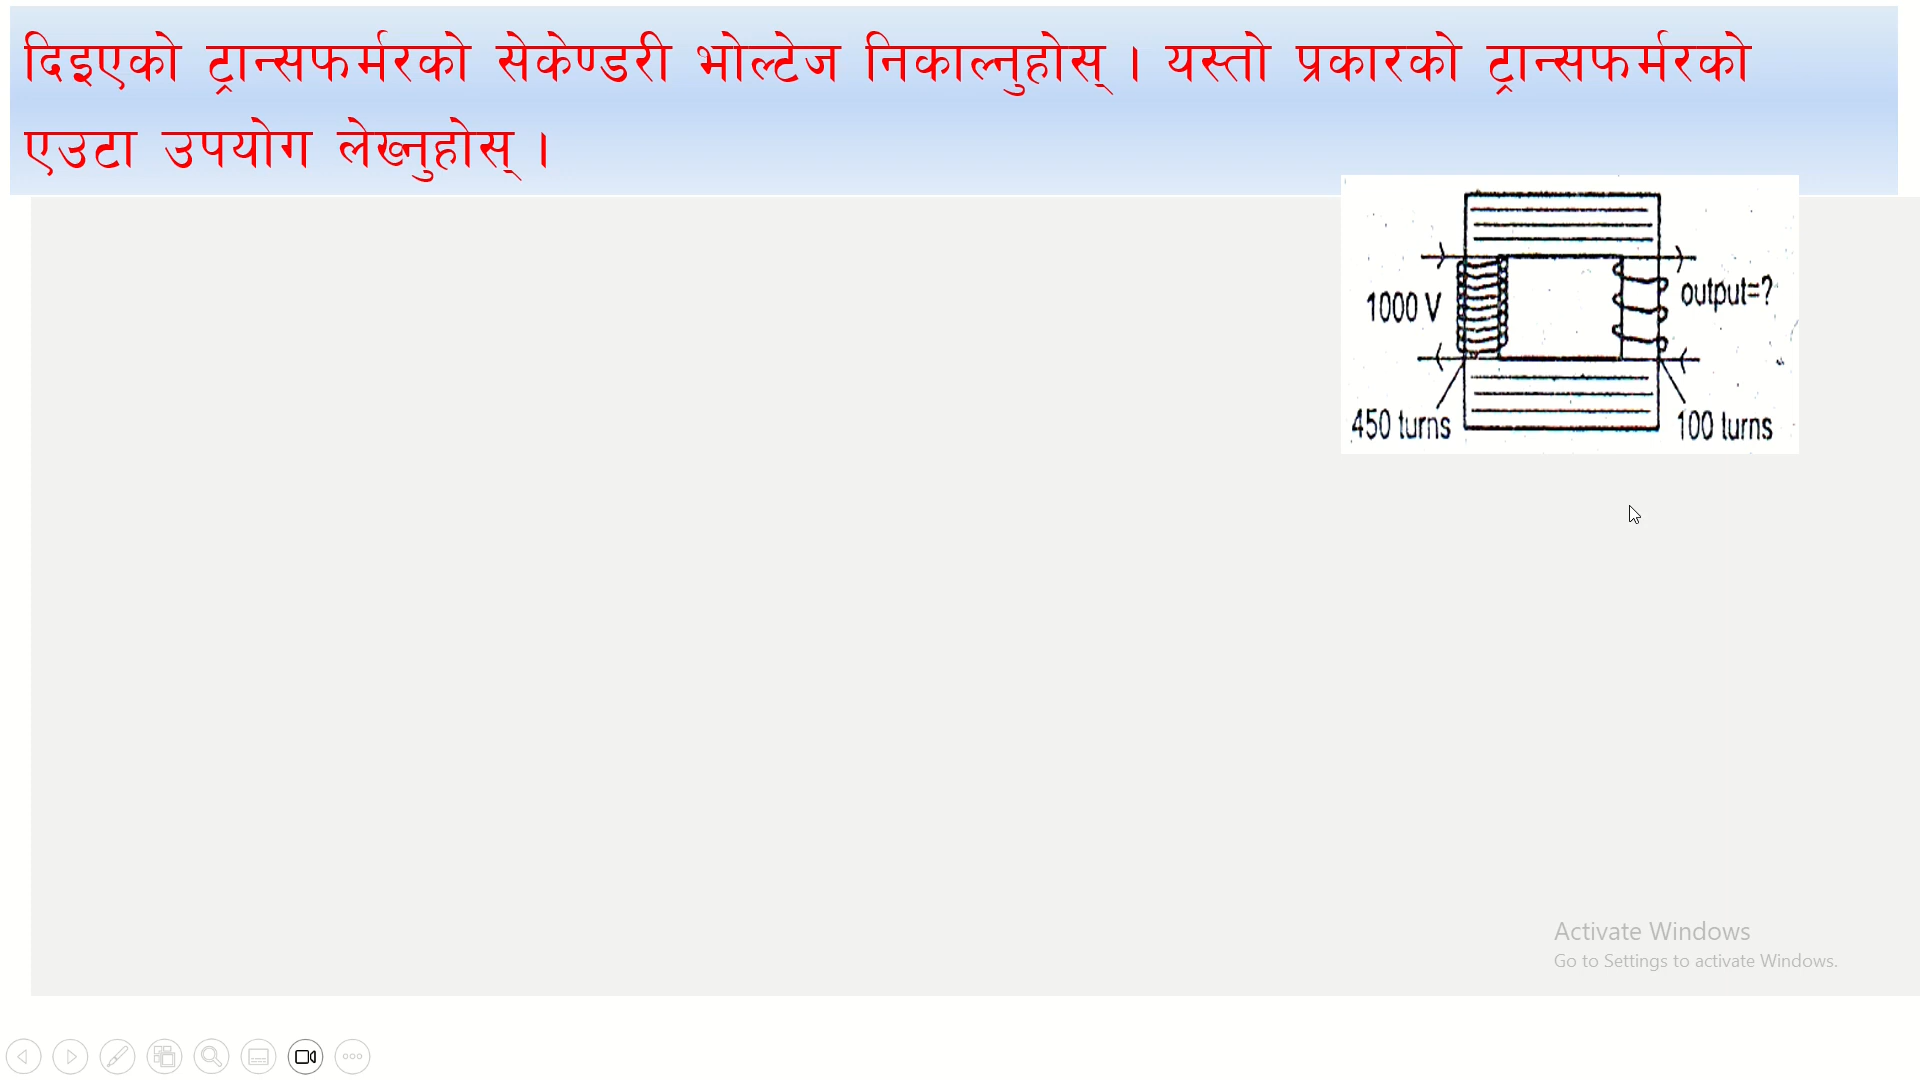 दिइएको ट्रान्सफर्मरको सेकेण्डरी भोल्टेज निकाल्नुहोस् । यस्तो प्रकारको ट्रान्सफर्मरको
एउटा उपयोग लेख्नुहोस् ।
1000 V
output=?
450 turns
100 turns
Activate Windows
Go to Settings to activate Windows.